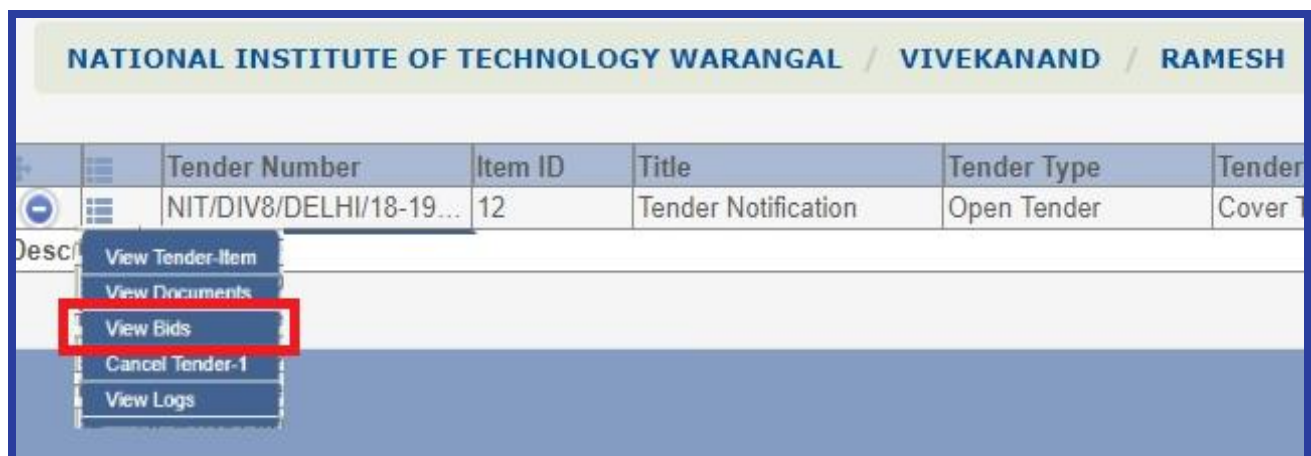 NATIONAL INSTITUTE OF TECHNOLOGY WARANGAL / VIVEKANAND / RAMESH
Tender Number Item ID Title Tender Type Tender
NIT/DIV8/DELHI/18-19... 12 Tender Notification Open Tender Cover T
Desc
View Tender-Item
View Documents
View Bids
Cancel Tender-1
View Logs